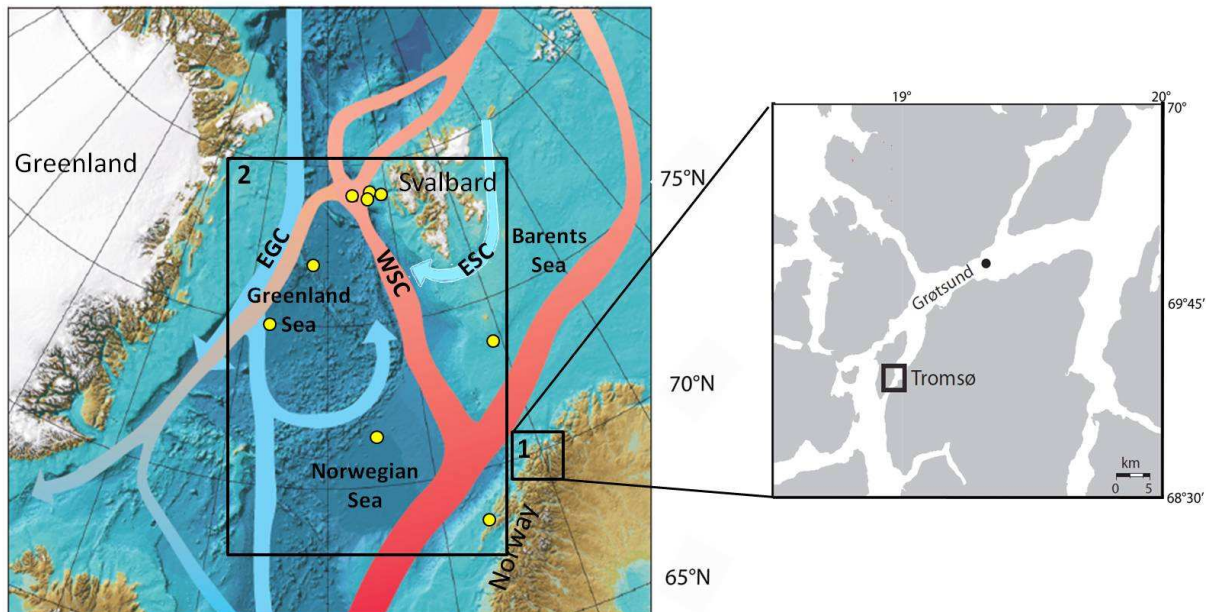 Greenland
2
Svalbard
EGC
WSC
ESC
Barents
Sea
Greenland
Sea
Norwegian
Sea
1
Norway
75°N
70°N
65°N
19°
20°
70°
Grøtsund
69°45′
Tromsø
km
0 5
68°30′